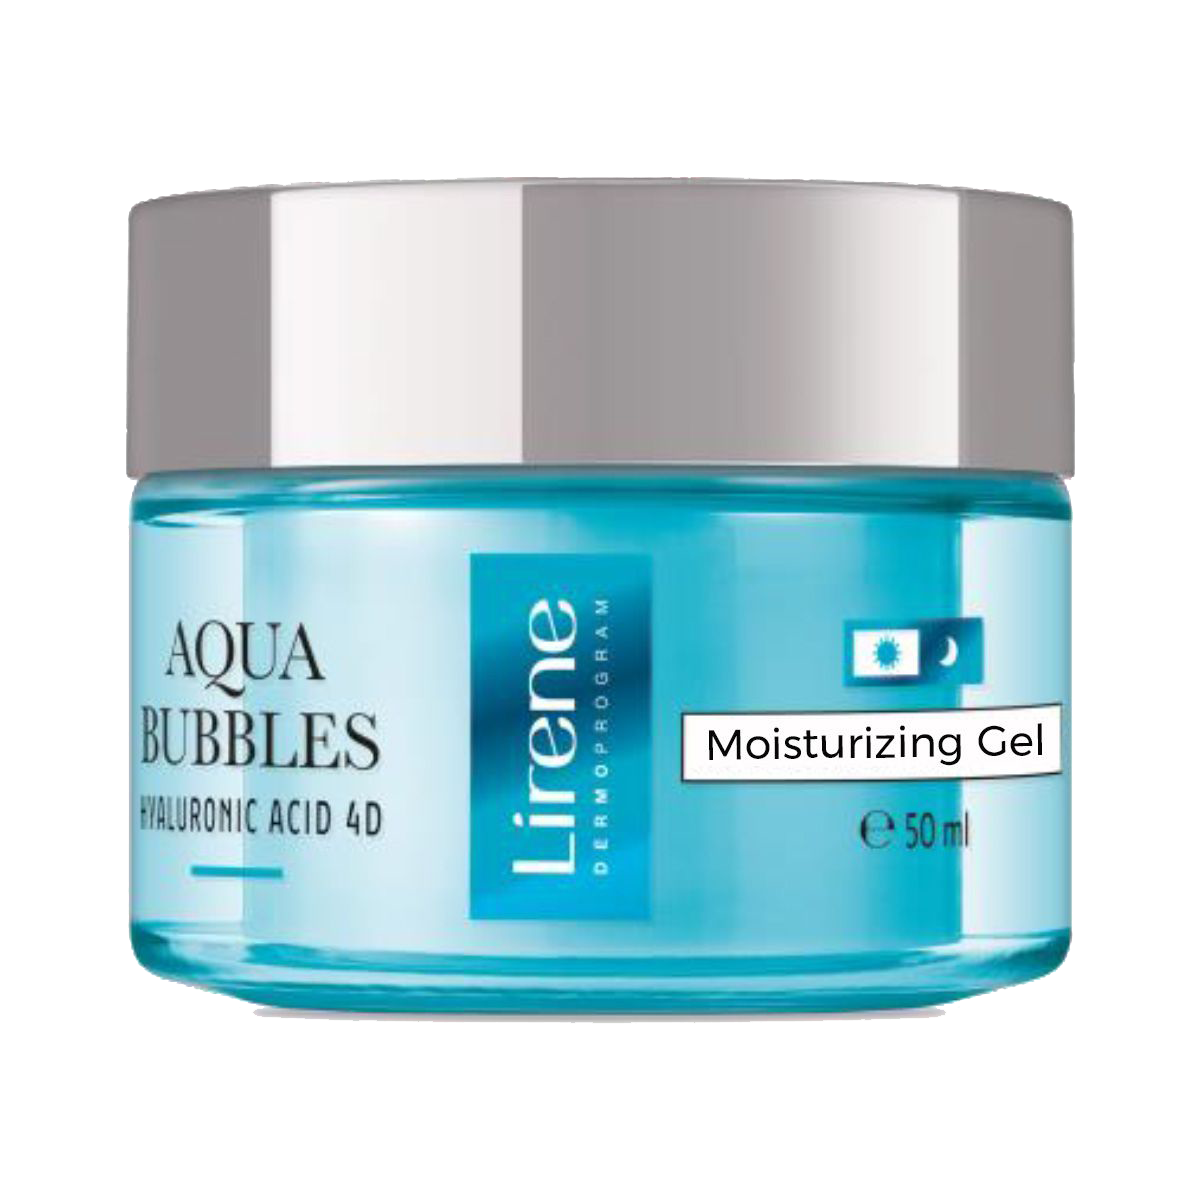 AQUA
BUBBLES
HYALURONIC ACID 4D
Lirene
DERMOPROGRAM
Moisturizing Gel
℮ 50 ml